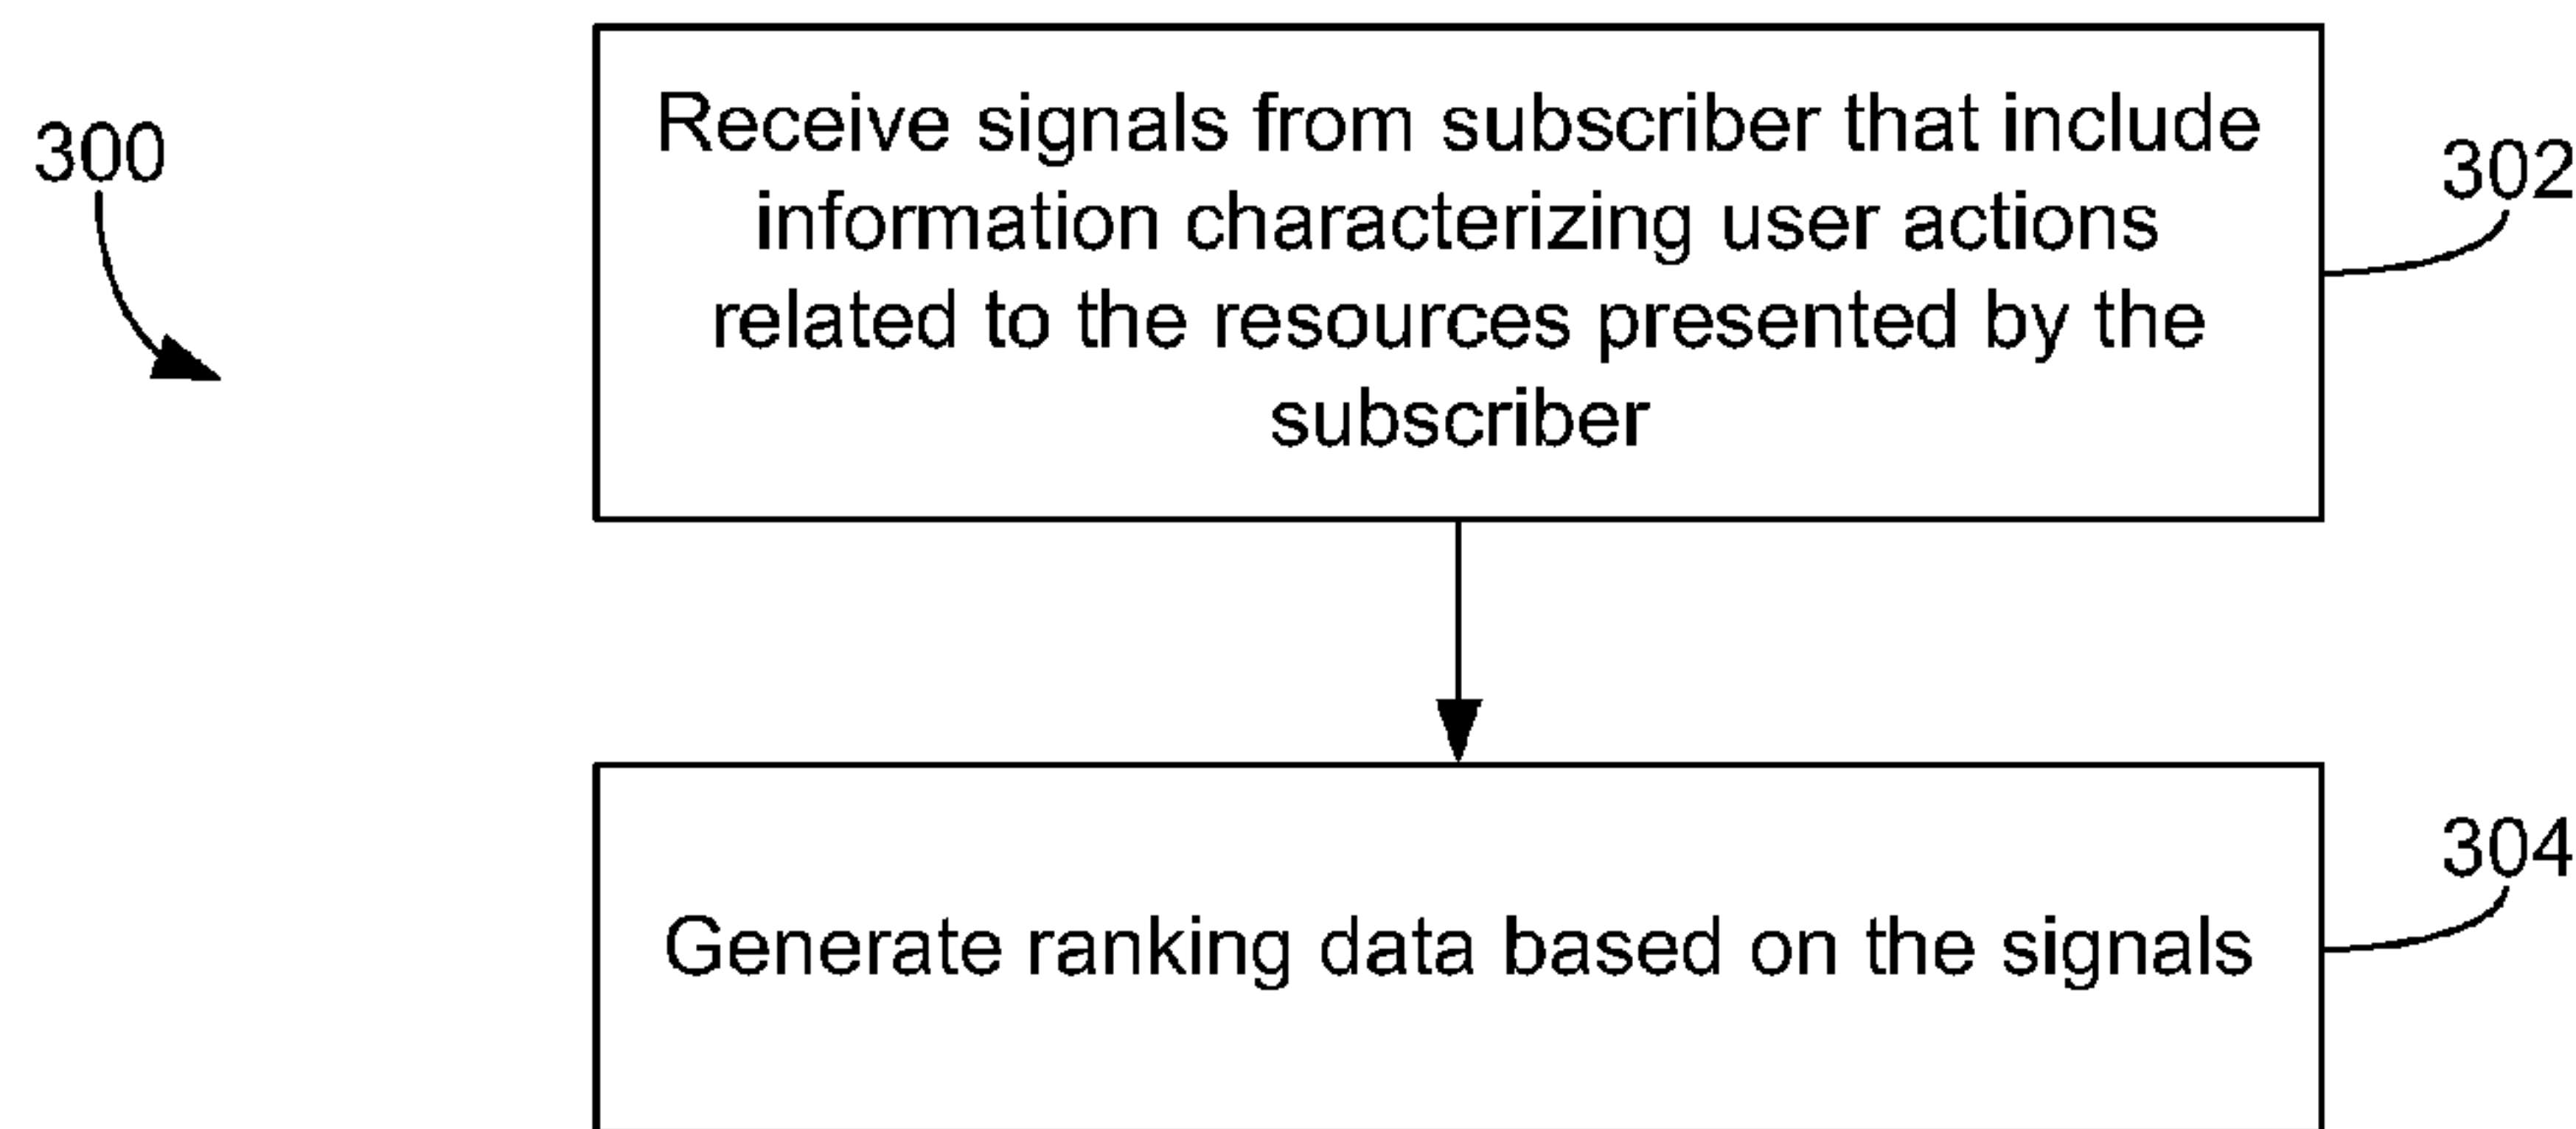 300
Receive signals from subscriber that include
information characterizing user actions
related to the resources presented by the
subscriber
302
Generate ranking data based on the signals
304